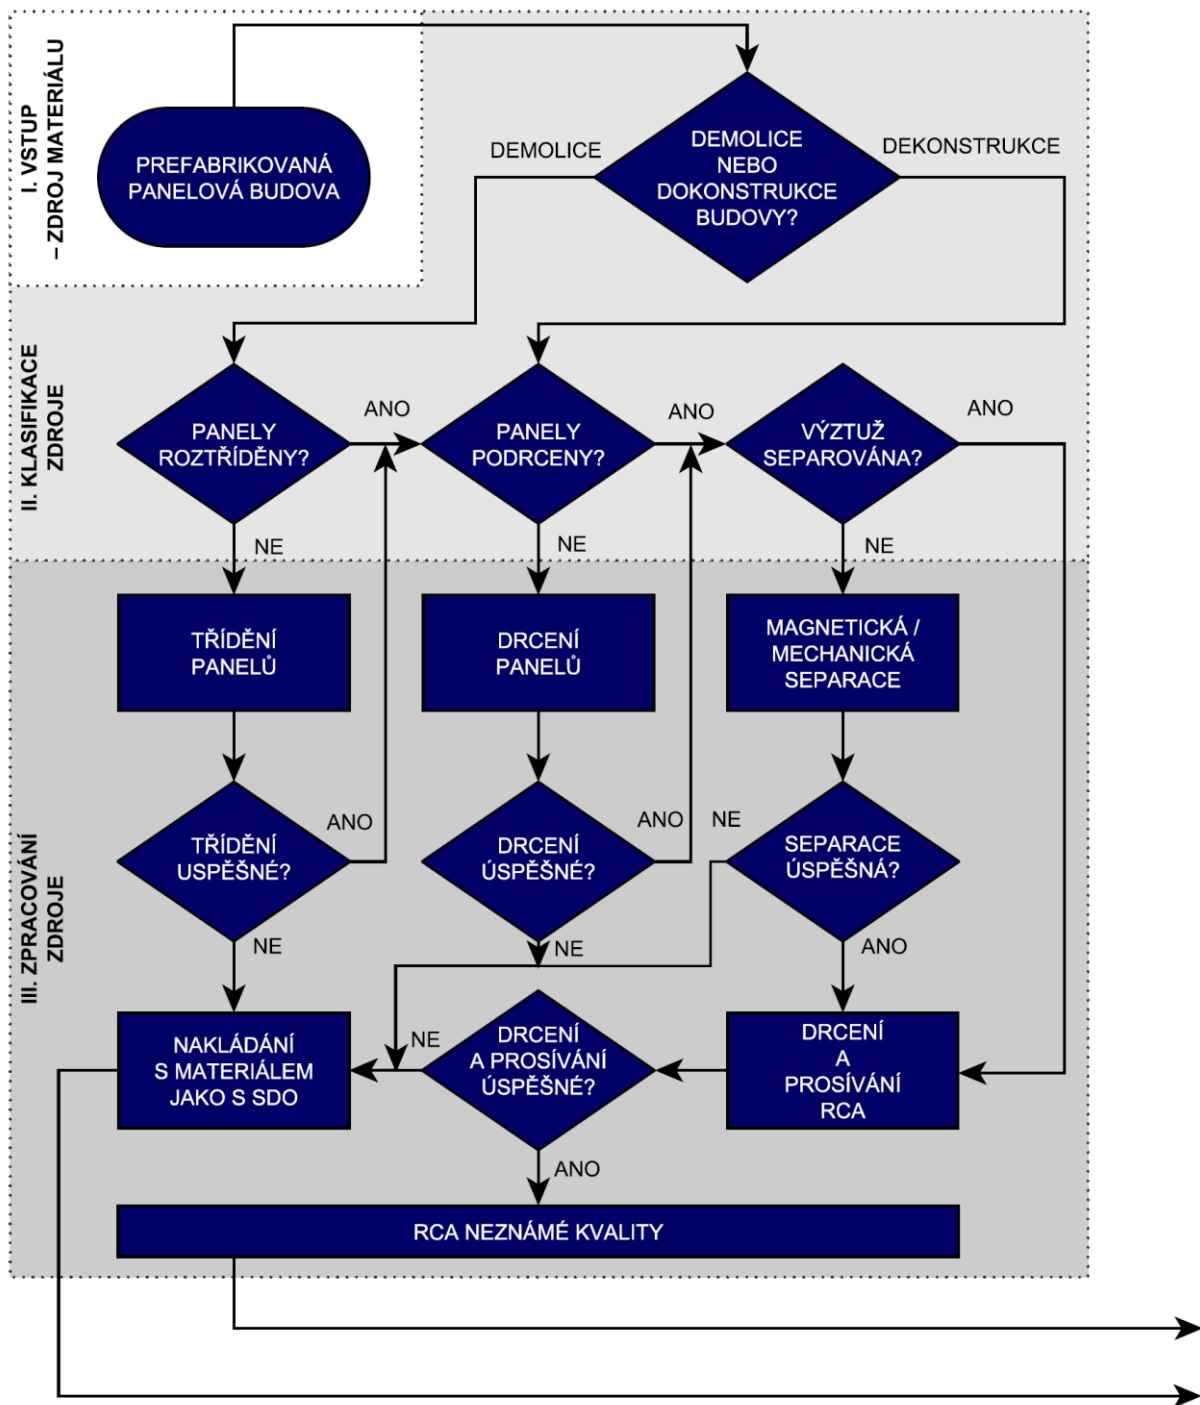 I. VSTUP
– ZDROJ MATERIÁLU
PREFABRIKOVANÁ
PANELOVÁ BUDOVA
DEMOLICE
NEBO
DOKONSTRUKCE
BUDOVY?
DEMOLICE
DEKONSTRUKCE
II. KLASIFIKACE
ZDROJE
PANELY
ROZTŘÍDĚNY?
ANO
PANELY
PODRCENY?
ANO
VÝZTUŽ
SEPAROVÁNA?
ANO
NE
NE
NE
III. ZPRACOVÁNÍ
ZDROJE
TŘÍDĚNÍ
PANELŮ
DRCENÍ
PANELŮ
MAGNETICKÁ /
MECHANICKÁ
SEPARACE
TŘÍDĚNÍ
USPĚŠNÉ?
ANO
DRCENÍ
ÚSPĚŠNÉ?
ANO
NE
SEPARACE
ÚSPĚŠNÁ?
NE
NE
ANO
NAKLÁDÁNÍ
S MATERIÁLEM
JAKO S SDO
NE
DRCENÍ
A PROSÍVÁNÍ
ÚSPĚŠNÉ?
DRCENÍ
A
PROSÍVÁNÍ
RCA
ANO
RCA NEZNÁMÉ KVALITY